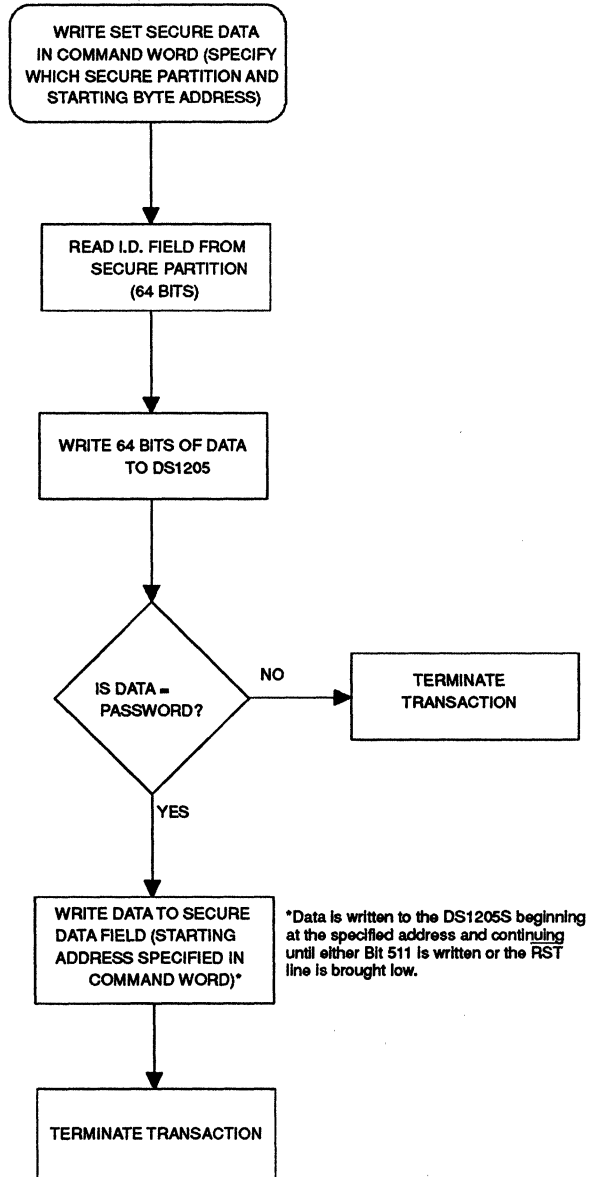 WRITE SET SECURE DATA
IN COMMAND WORD (SPECIFY
WHICH SECURE PARTITION AND
STARTING BYTE ADDRESS)
READ I.D. FIELD FROM
SECURE PARTITION
(64 BITS)
WRITE 64 BITS OF DATA
TO DS1205
IS DATA =
PASSWORD?
NO
TERMINATE
TRANSACTION
YES
WRITE DATA TO SECURE
DATA FIELD (STARTING
ADDRESS SPECIFIED IN
COMMAND WORD)*
*Data is written to the DS1205S beginning
at the specified address and continuing
until either Bit 511 is written or the RST
line is brought low.
TERMINATE TRANSACTION